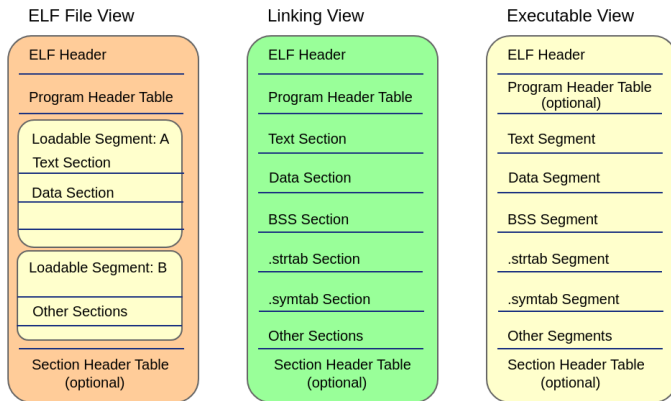 ELF File View
ELF Header
Program Header Table
Loadable Segment: A
Text Section
Data Section
Loadable Segment: B
Other Sections
Section Header Table
(optional)
Linking View
ELF Header
Program Header Table
Text Section
Data Section
BSS Section
.strtab Section
.symtab Section
Other Sections
Section Header Table
(optional)
Executable View
ELF Header
Program Header Table
(optional)
Text Segment
Data Segment
BSS Segment
.strtab Segment
.symtab Segment
Other Segments
Section Header Table
(optional)